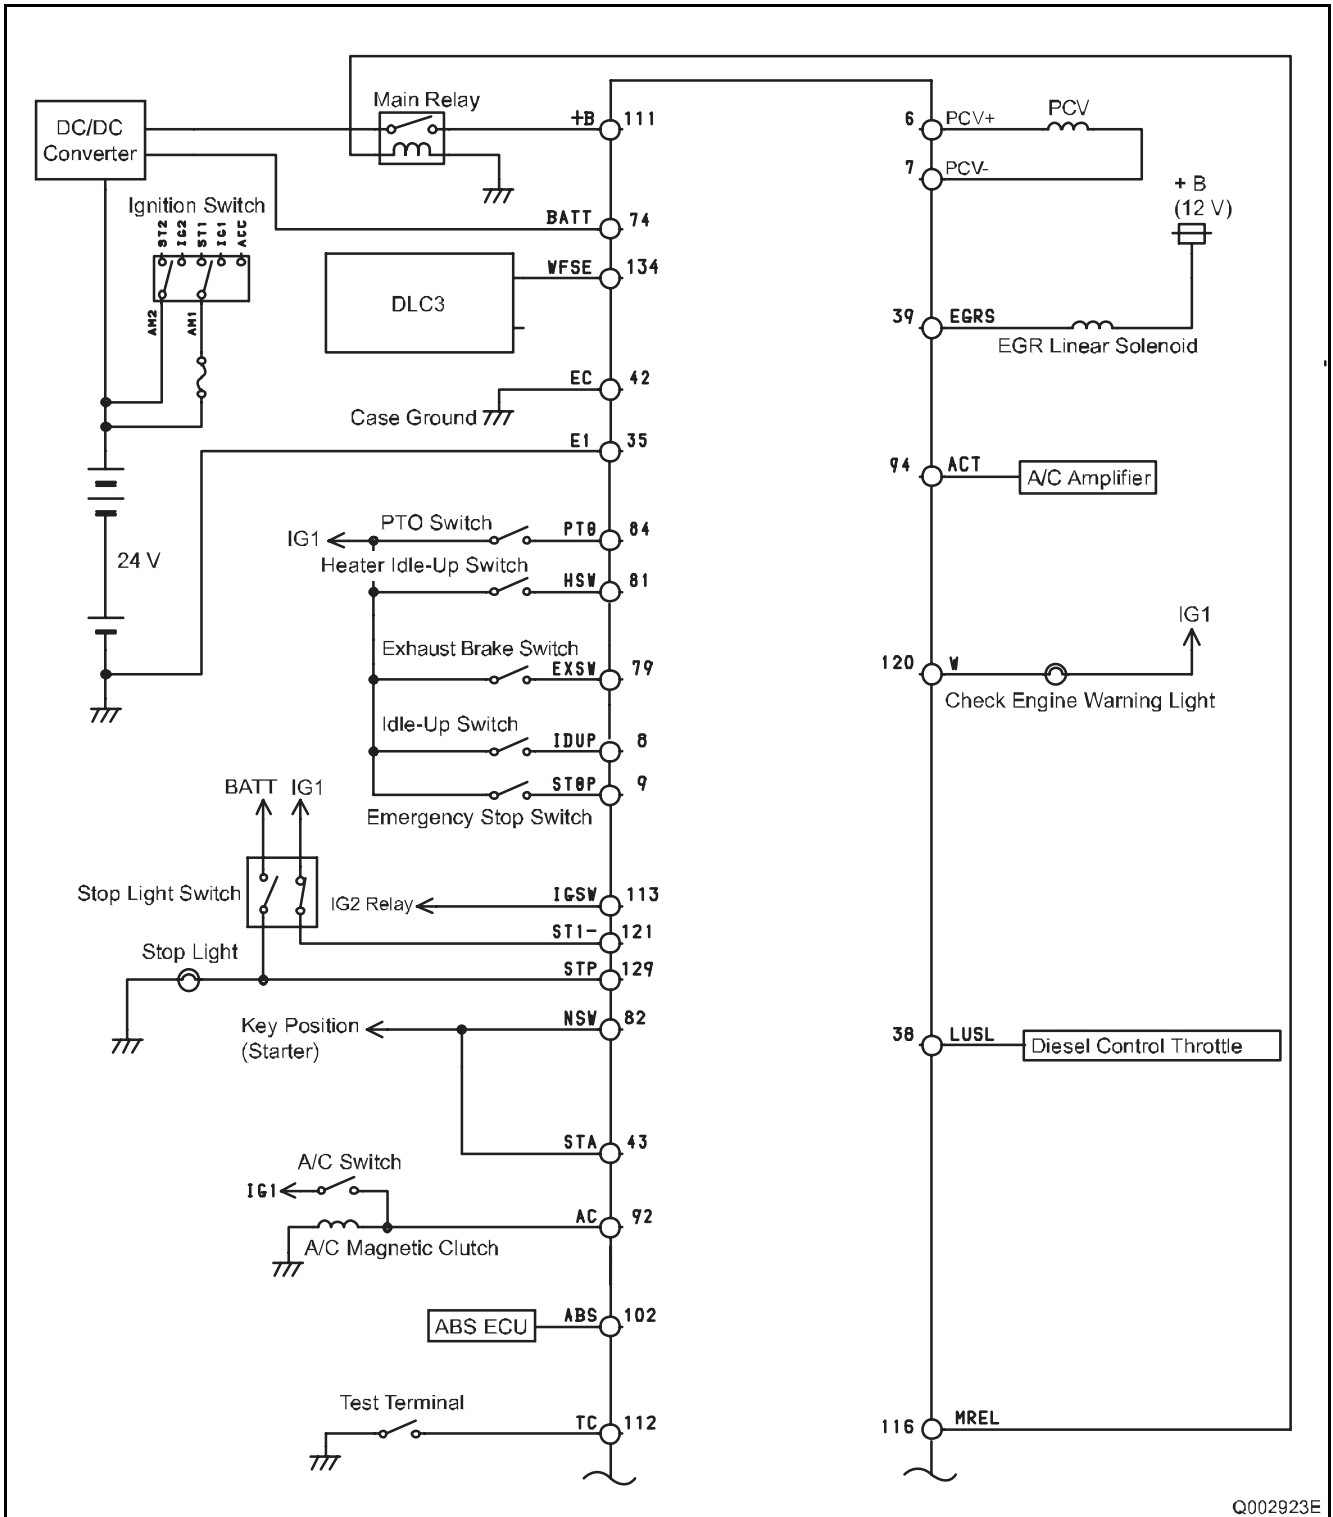 Main Relay
DC/DC
Converter
+B 111
6 PCV+
PCV
7 PCV-
+ B
(12 V)
Ignition Switch
ST2 IG2 ST1 IG1 ACC
AM2 AM1
BATT 74
WFSE 134
DLC3
39 EGRS
EGR Linear Solenoid
EC 42
Case Ground
E1 35
94 ACT
A/C Amplifier
24 V
IG1
PTO Switch
PTO 84
Heater Idle-Up Switch
HSW 81
Exhaust Brake Switch
EXSW 79
IG1
120 W
Check Engine Warning Light
Idle-Up Switch
IDUP 8
STOP 9
Emergency Stop Switch
BATT IG1
Stop Light Switch
IG2 Relay
IGSW 113
ST1- 121
Stop Light
STP 129
Key Position
(Starter)
NSW 82
38 LUSL
Diesel Control Throttle
STA 43
A/C Switch
IG1
AC 92
A/C Magnetic Clutch
ABS ECU
ABS 102
Test Terminal
TC 112
116 MREL
Q002923E